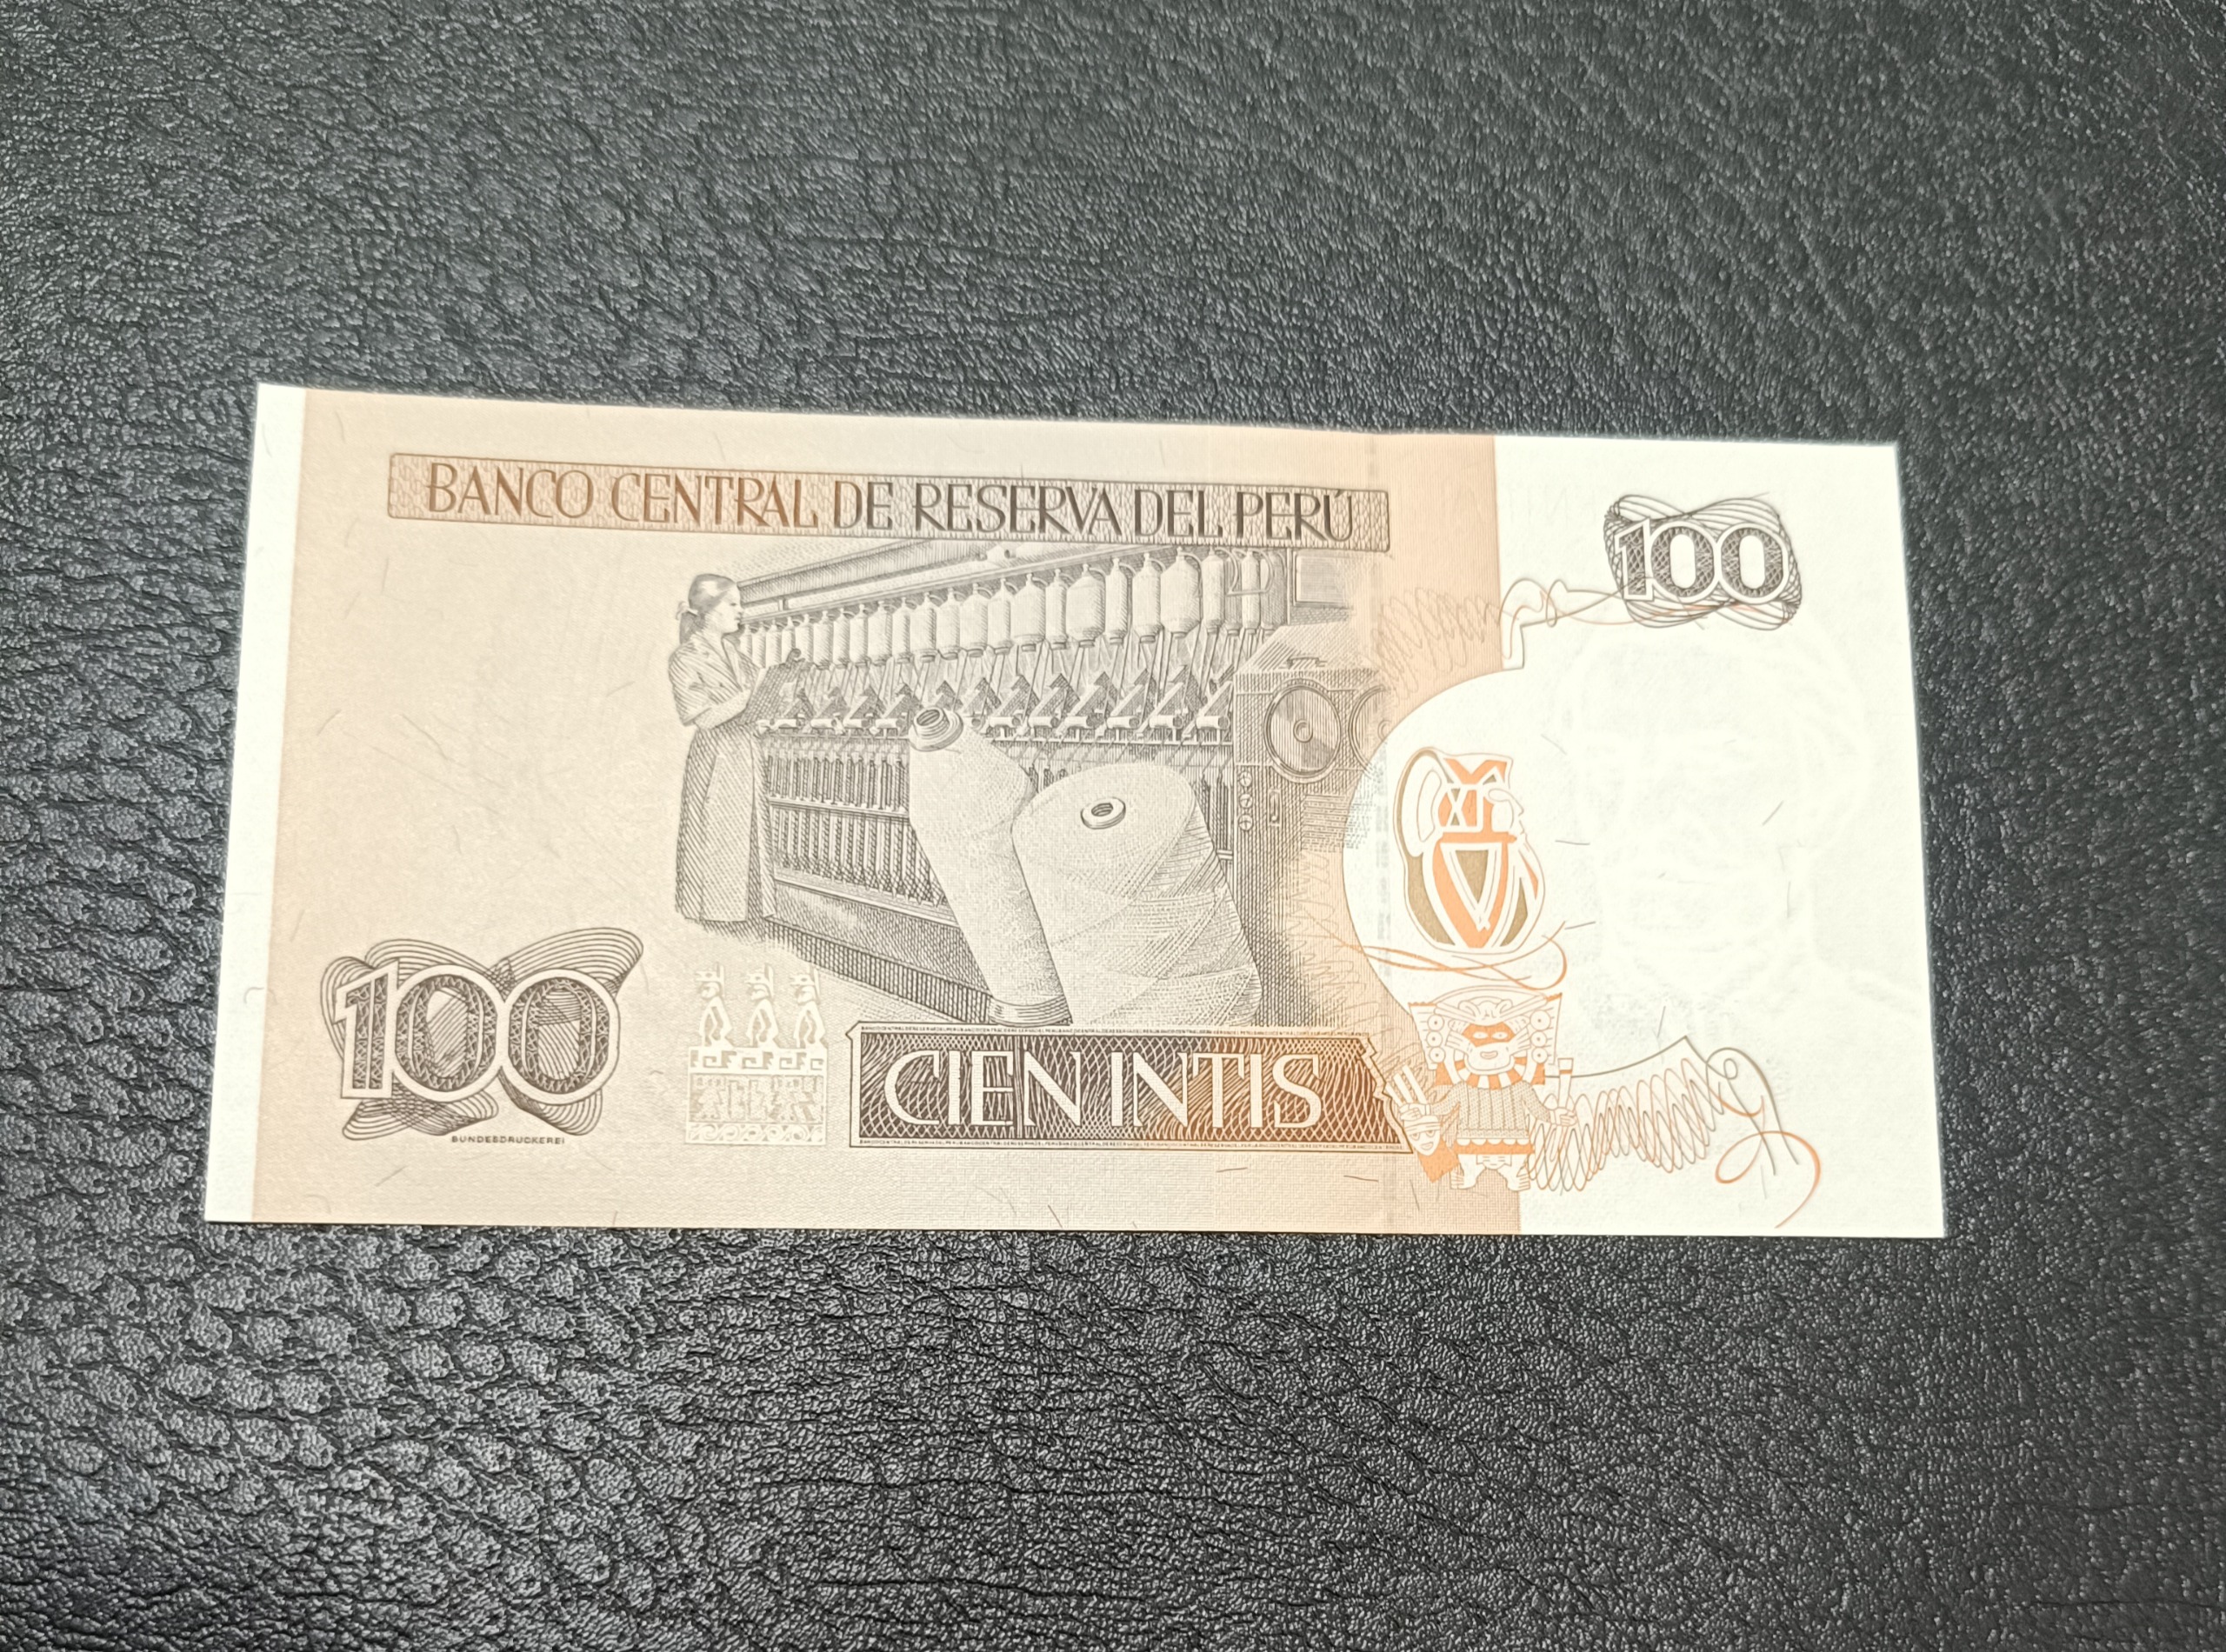 BANCO CENTRAL DE RESERVA DEL PERÚ
100
100
BUNDESDRUCKEREI
CIEN INTIS